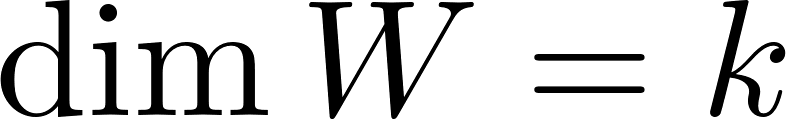 dim W = k